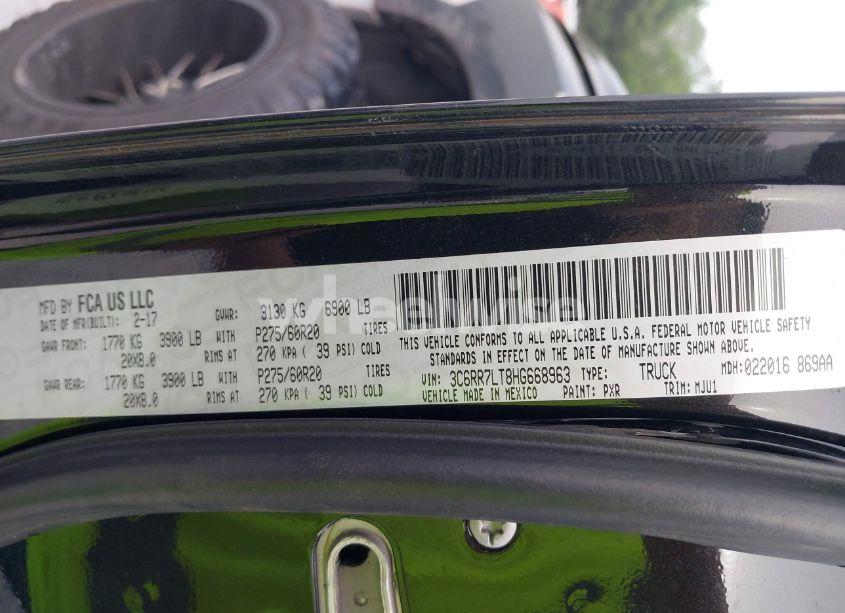 MFD BY FCA US LLC
DATE OF MFR(BUILT): 2-17
GVWR: 3130 KG 6900 LB
GAWR FRONT: 1770 KG 3900 LB WITH P275/60R20 TIRES
20X8.0 RIMS AT 270 KPA ( 39 PSI) COLD
GAWR REAR: 1770 KG 3900 LB WITH P275/60R20 TIRES
20X8.0 RIMS AT 270 KPA ( 39 PSI) COLD
THIS VEHICLE CONFORMS TO ALL APPLICABLE U.S.A. FEDERAL MOTOR VEHICLE SAFETY
STANDARDS IN EFFECT ON THE DATE OF MANUFACTURE SHOWN ABOVE.
VIN: 3C6RR7LT8HG668963 TYPE: TRUCK MDH: 022016 869AA
VEHICLE MADE IN MEXICO PAINT: PXR TRIM: MJU1
wheelwise